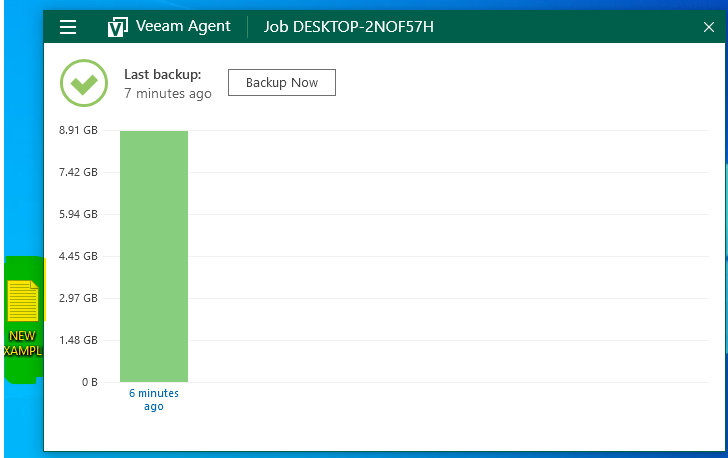 Veeam Agent
Job DESKTOP-2NOF57H
Last backup:
7 minutes ago
Backup Now
8.91 GB
7.42 GB
5.94 GB
4.45 GB
2.97 GB
1.48 GB
0 B
6 minutes
ago
NEW
XAMPL